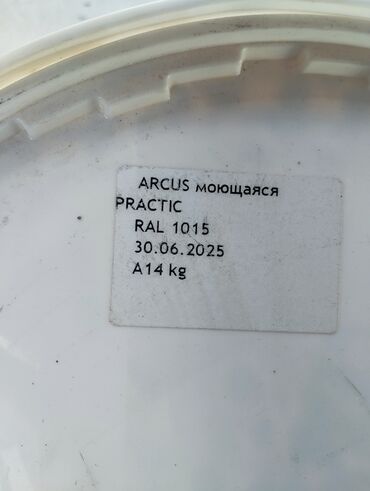 ARCUS моющаяся
PRACTIC
RAL 1015
30.06.2025
A14 kg